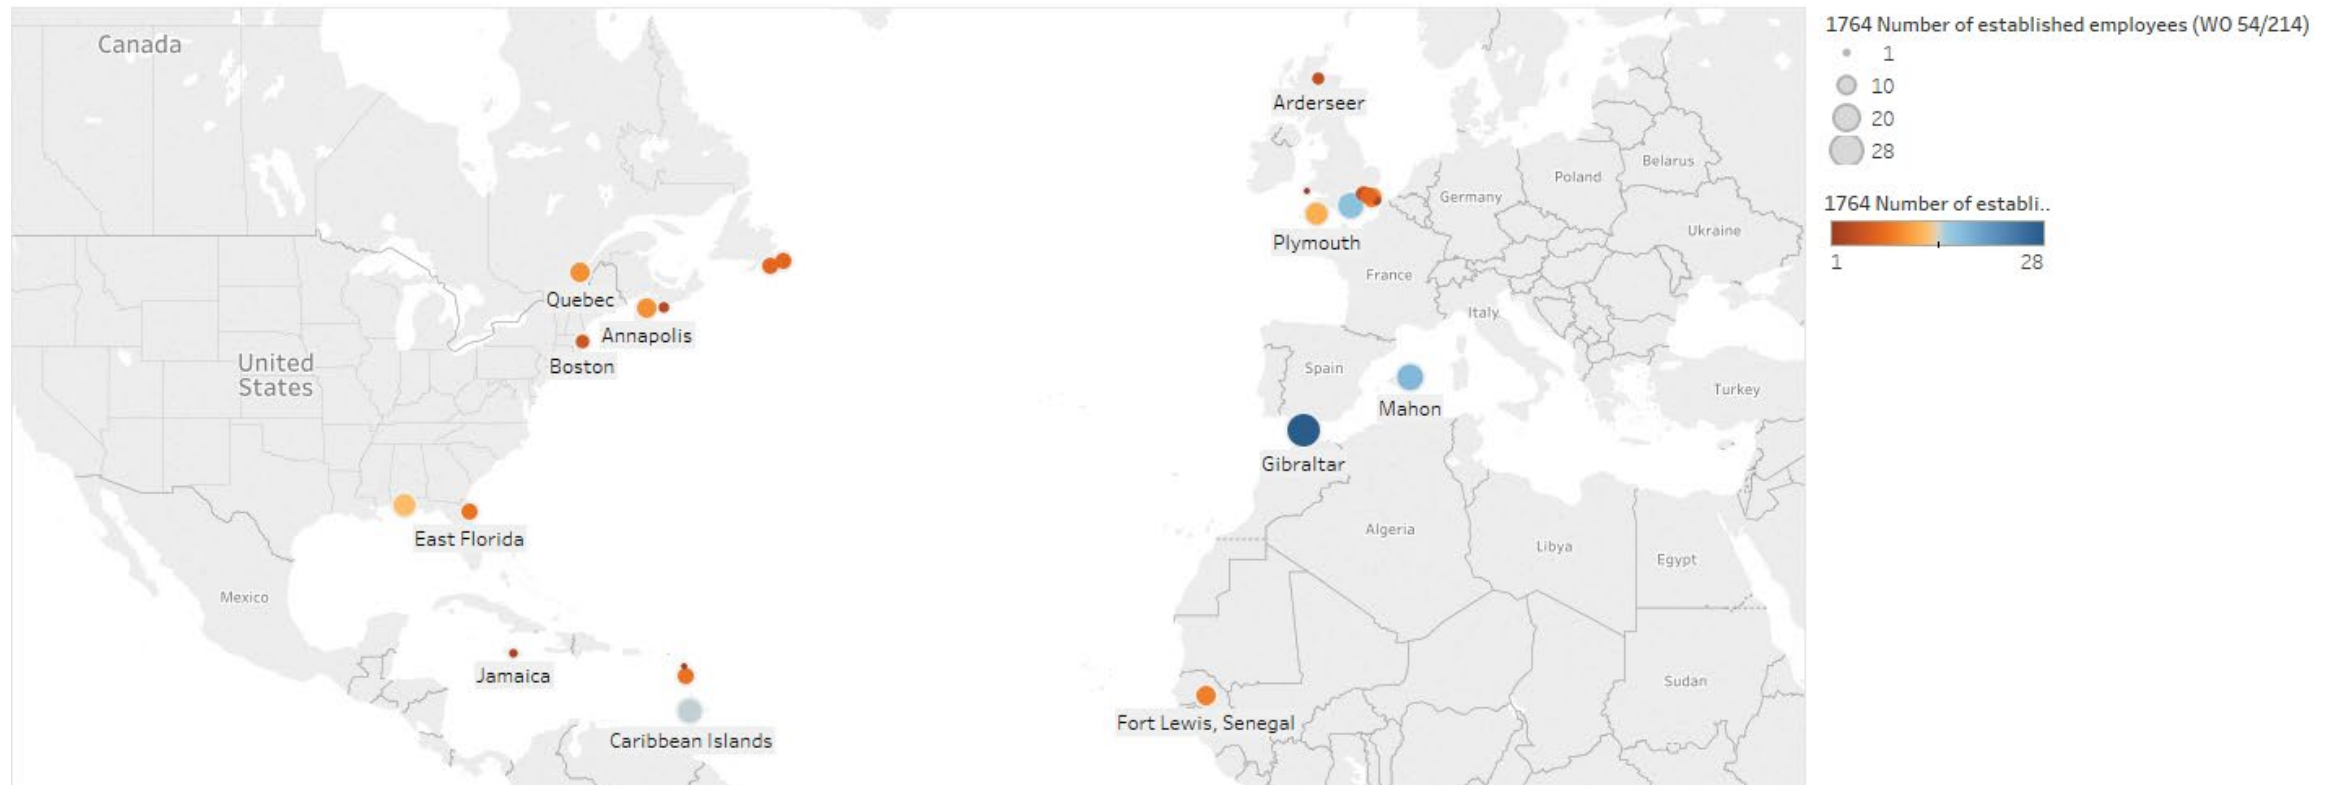 Canada
United
States
Mexico
Quebec
Annapolis
Boston
East Florida
Jamaica
Caribbean Islands
Arderseer
Plymouth
Germany
Poland
Belarus
Ukraine
France
Italy
Spain
Turkey
Mahon
Gibraltar
Algeria
Libya
Egypt
Sudan
Fort Lewis, Senegal
1764 Number of established employees (WO 54/214)
1
10
20
28
1764 Number of establi..
1 28